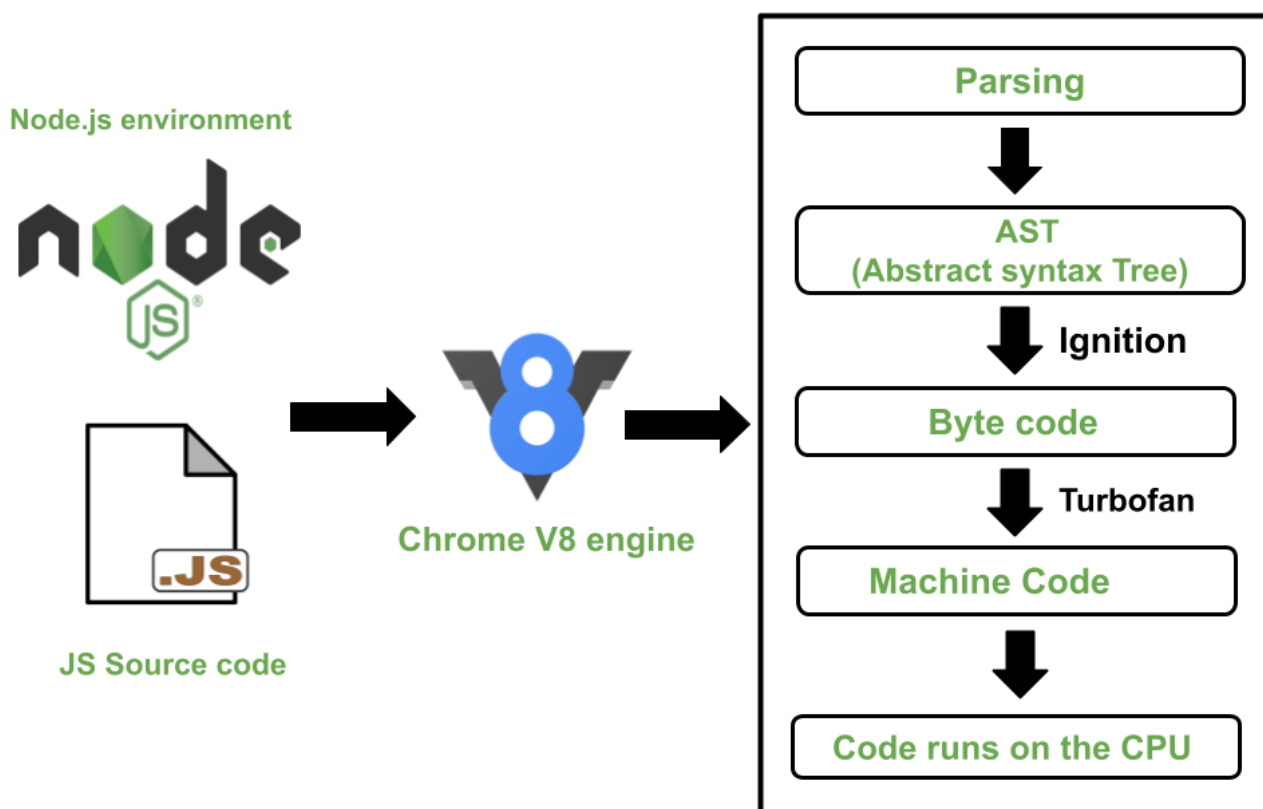 Node.js environment
node
JS®
.JS
JS Source code
V8
Chrome V8 engine
Parsing
AST
(Abstract syntax Tree)
Ignition
Byte code
Turbofan
Machine Code
Code runs on the CPU